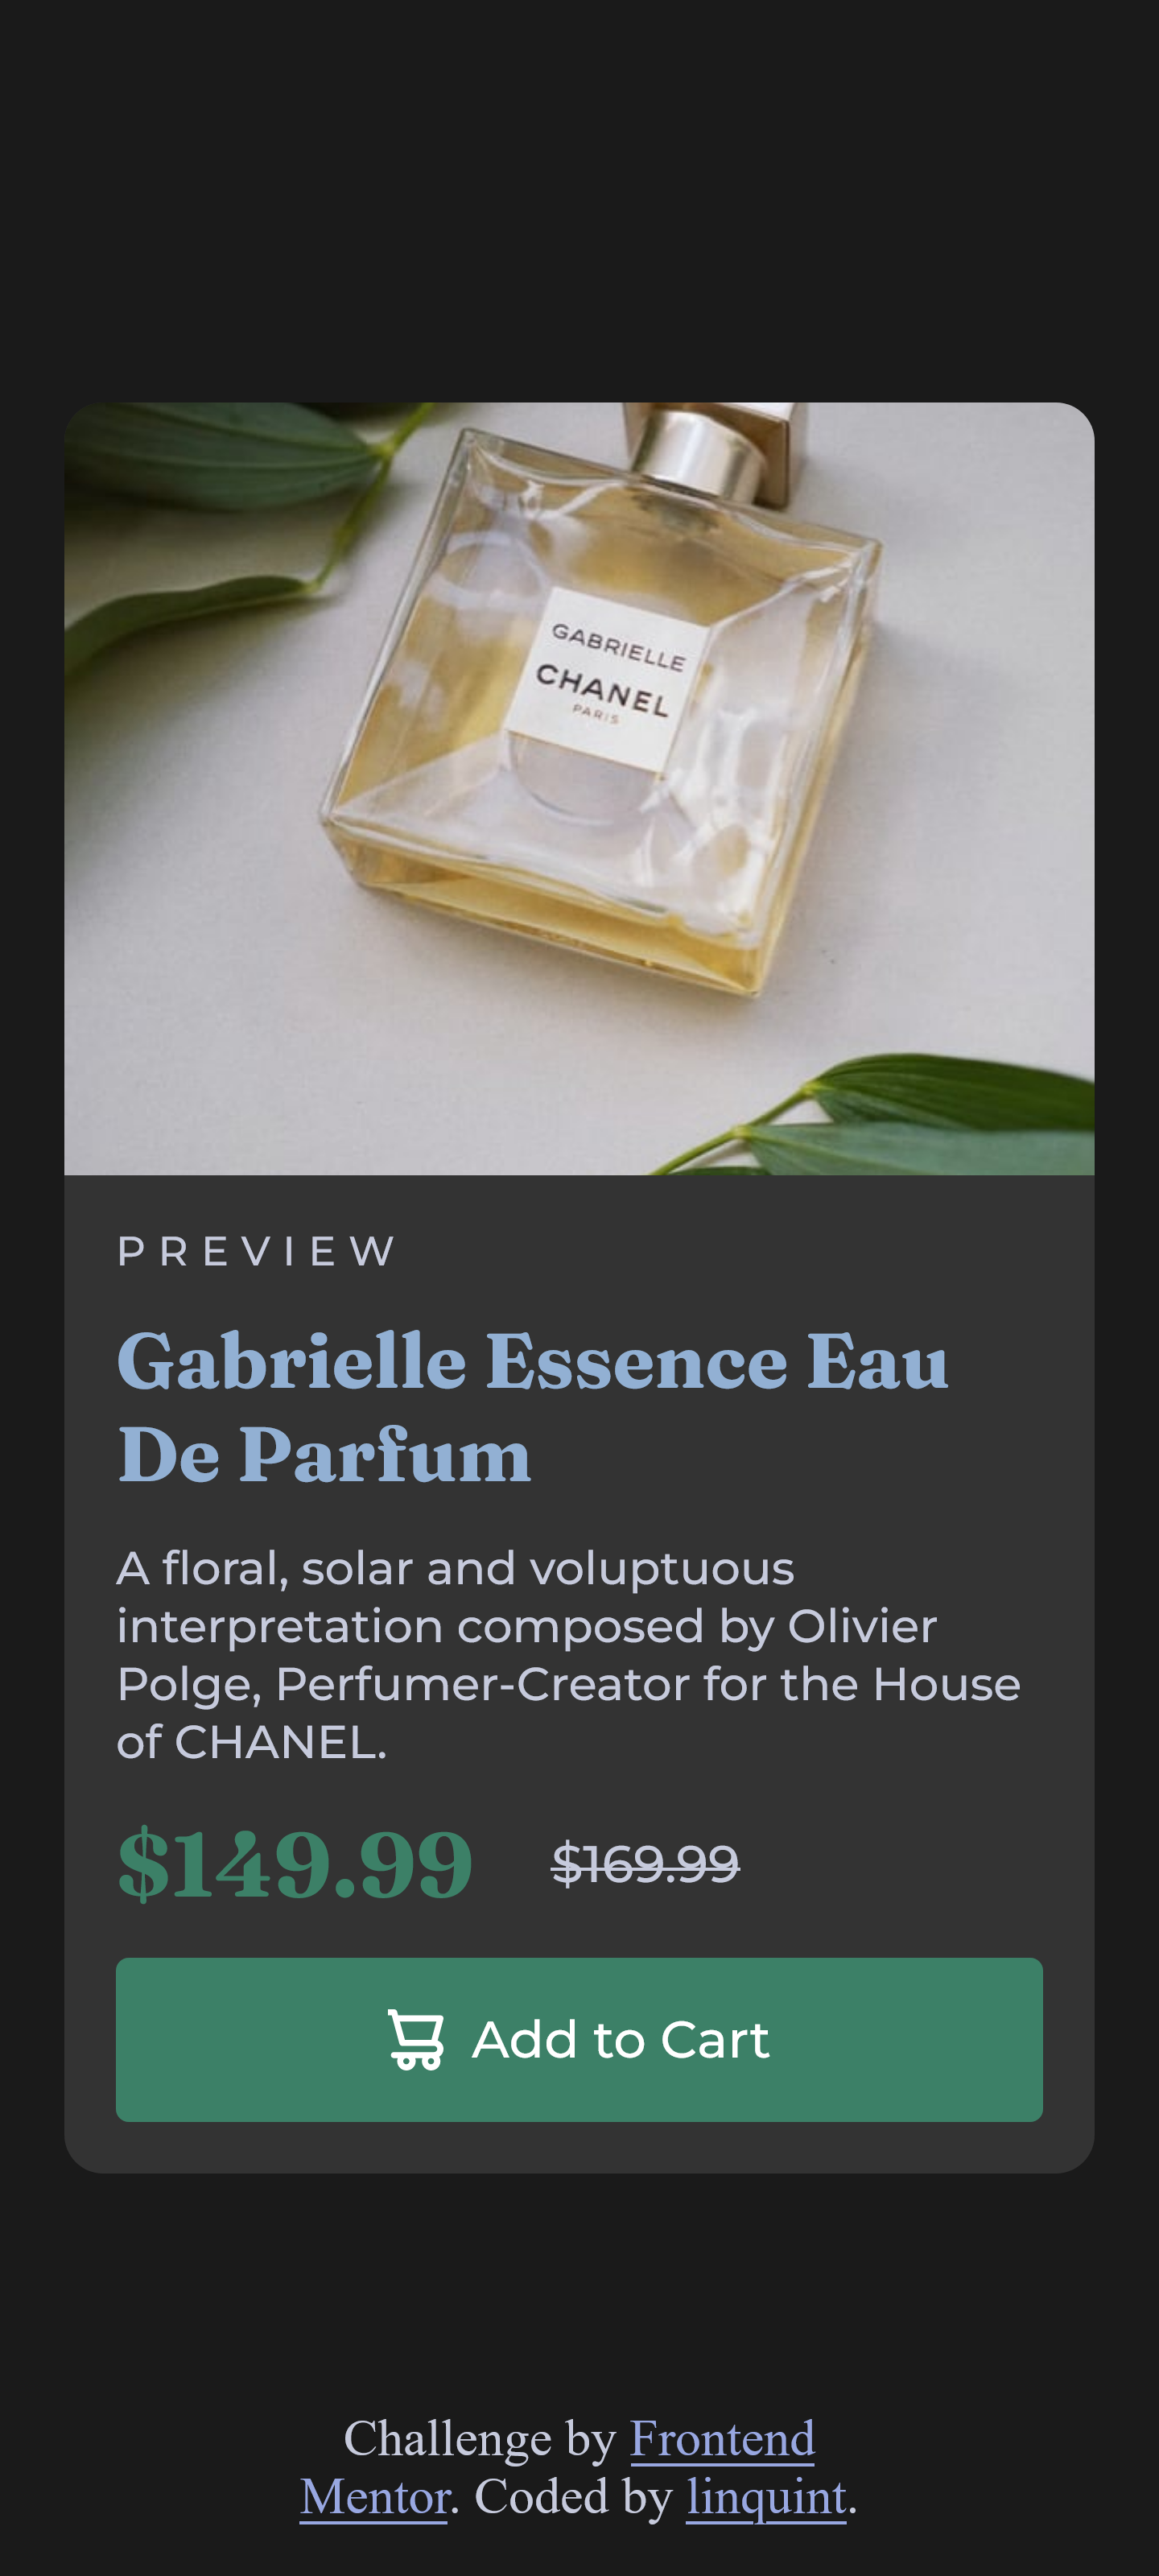 GABRIELLE
CHANEL
PARIS
PREVIEW
Gabrielle Essence Eau
De Parfum
A floral, solar and voluptuous
interpretation composed by Olivier
Polge, Perfumer-Creator for the House
of CHANEL.
$149.99 $169.99
Add to Cart
Challenge by Frontend
Mentor. Coded by linquint.